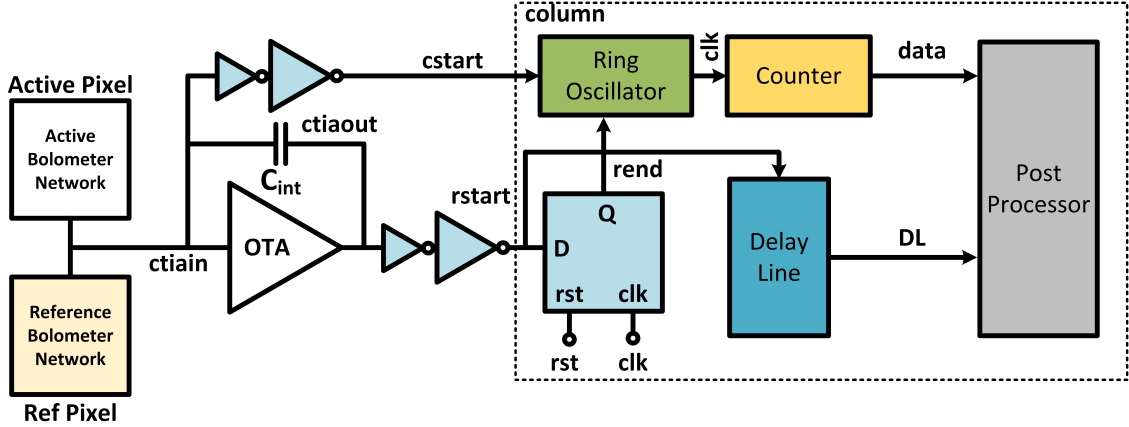 column
cstart
Ring
Oscillator
clk
Counter
data
Post
Processor
Active Pixel
Active
Bolometer
Network
ctiaout
Cint
rstart
rend
OTA
ctiain
Q
D
rst
clk
rst
clk
Delay
Line
DL
Reference
Bolometer
Network
Ref Pixel